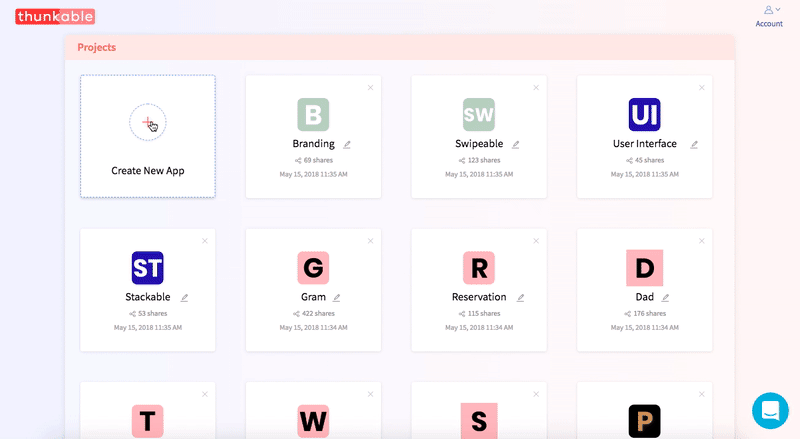 thunkable
Account
Projects
Create New App
B
Branding
69 shares
May 15, 2018 11:35 AM
SW
Swipeable
123 shares
May 15, 2018 11:35 AM
UI
User Interface
45 shares
May 15, 2018 11:35 AM
ST
Stackable
53 shares
May 15, 2018 11:35 AM
G
Gram
422 shares
May 15, 2018 11:34 AM
R
Reservation
115 shares
May 15, 2018 11:34 AM
D
Dad
176 shares
May 15, 2018 11:34 AM
T
W
S
P